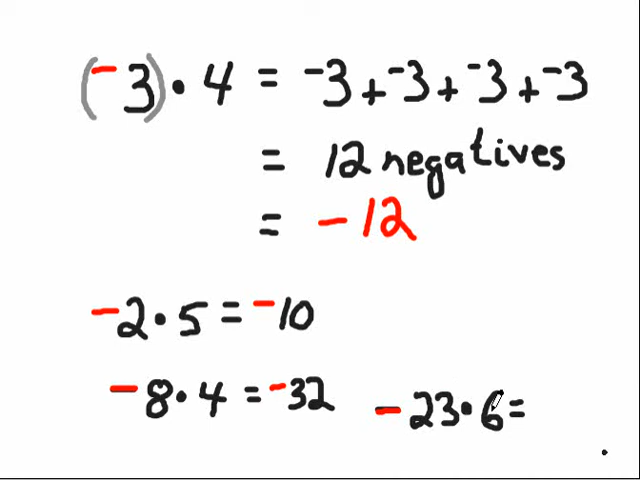 (-3) • 4 = -3 + -3 + -3 + -3
= 12 negatives
= -12
-2 • 5 = -10
-8 • 4 = -32
-23 • 6 =